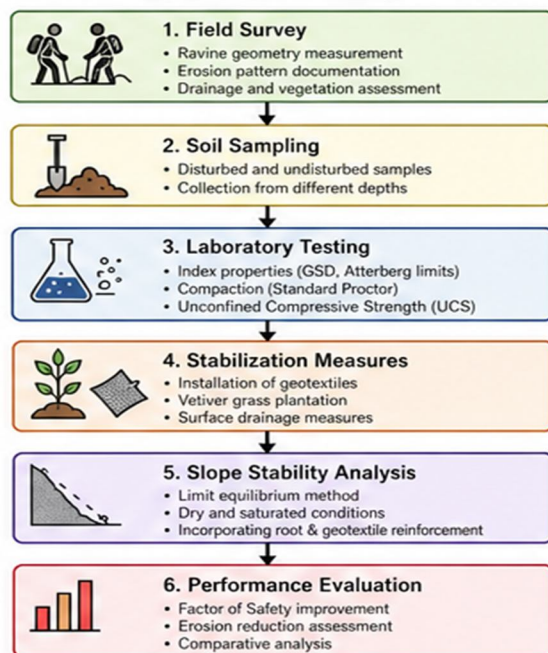 1. Field Survey
• Ravine geometry measurement
• Erosion pattern documentation
• Drainage and vegetation assessment
2. Soil Sampling
• Disturbed and undisturbed samples
• Collection from different depths
3. Laboratory Testing
• Index properties (GSD, Atterberg limits)
• Compaction (Standard Proctor)
• Unconfined Compressive Strength (UCS)
4. Stabilization Measures
• Installation of geotextiles
• Vetiver grass plantation
• Surface drainage measures
5. Slope Stability Analysis
• Limit equilibrium method
• Dry and saturated conditions
• Incorporating root & geotextile reinforcement
6. Performance Evaluation
• Factor of Safety improvement
• Erosion reduction assessment
• Comparative analysis